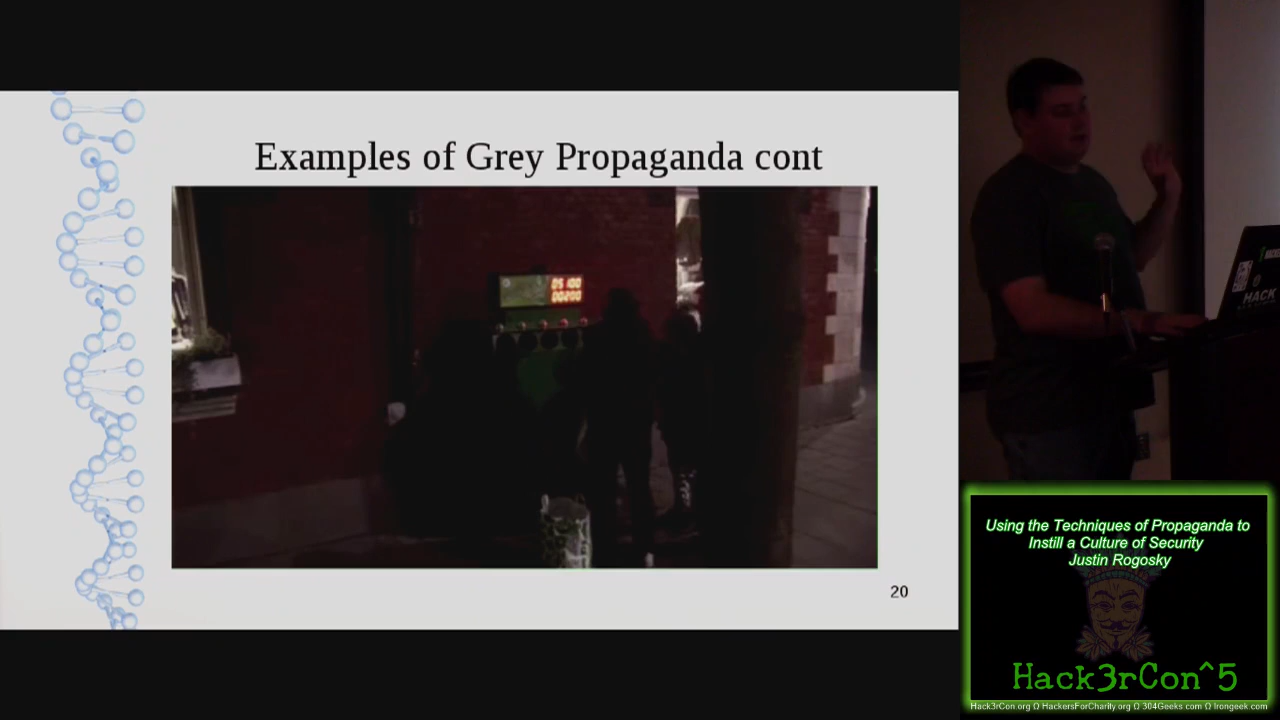 Examples of Grey Propaganda cont
20
HACK
Using the Techniques of Propaganda to
Instill a Culture of Security
Justin Rogosky
Hack3rCon^5
Hack3rCon.org Ω HackersForCharity.org Ω 304Geeks.com Ω Irongeek.com